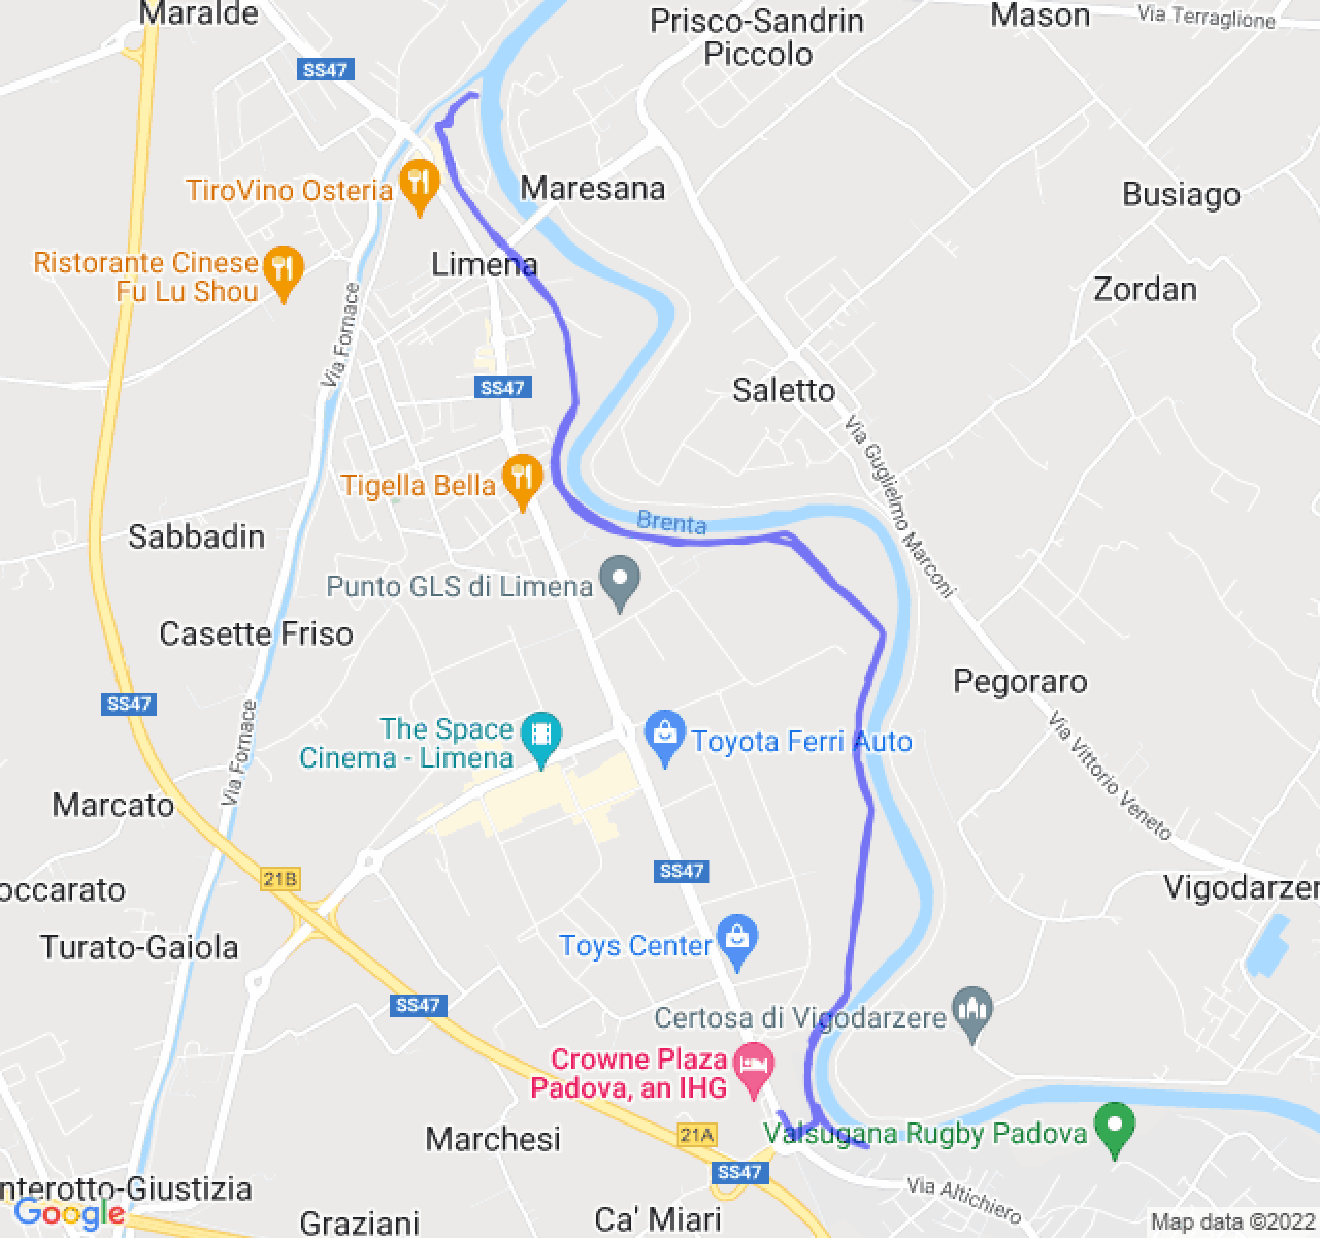 Maralde
Prisco-Sandrin
Piccolo
Mason
Via Terraglione
SS47
TiroVino Osteria
Maresana
Busiago
Ristorante Cinese
Fu Lu Shou
Limena
Zordan
Via Fornace
SS47
Saletto
Via Guglielmo Marconi
Tigella Bella
Brenta
Sabbadin
Punto GLS di Limena
Casette Friso
Pegoraro
SS47
Via Fornace
The Space
Cinema - Limena
Toyota Ferri Auto
Via Vittorio Veneto
Marcato
SS47
21B
occarato
Vigodarzer
Turato-Gaiola
Toys Center
SS47
Certosa di Vigodarzere
Crowne Plaza
Padova, an IHG
Marchesi
21A
Valsugana Rugby Padova
SS47
nterotto-Giustizia
Via Altichiero
Google
Graziani
Ca' Miari
Map data ©2022